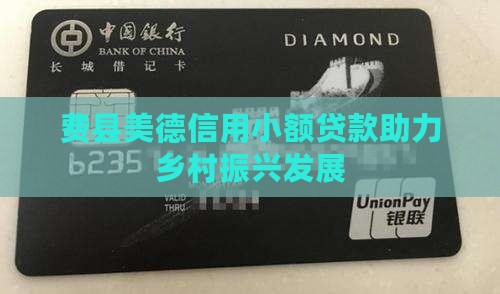 中国银行
BANK OF CHINA
长城借记卡
DIAMOND
费县美德信用小额贷款助力
乡村振兴发展
6235
VALID
THRU
UnionPay
银联